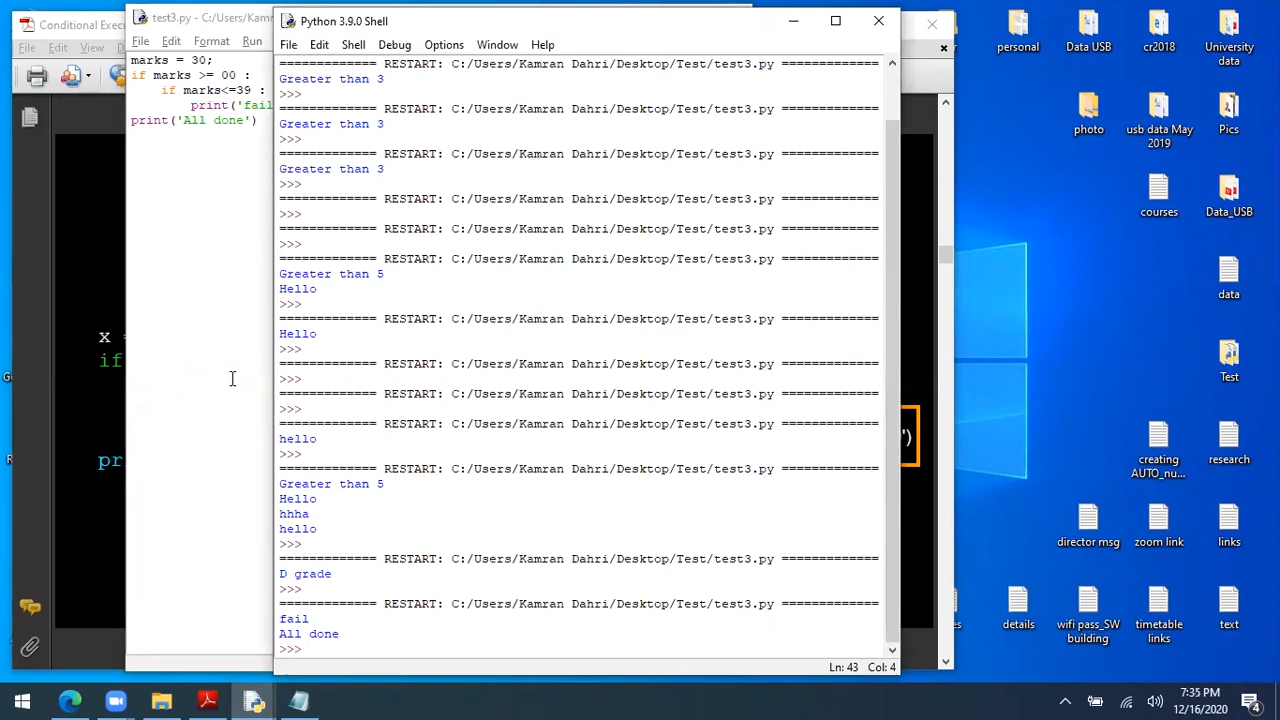 Conditional Exec
File Edit View
test3.py - C:/Users/Kamr
File Edit Format Run
marks = 30;
if marks >= 00 :
if marks<=39 :
print('fail
print('All done')
x =
if
pr
')
Python 3.9.0 Shell
File Edit Shell Debug Options Window Help
============= RESTART: C:/Users/Kamran Dahri/Desktop/Test/test3.py =============
Greater than 3
>>>
============= RESTART: C:/Users/Kamran Dahri/Desktop/Test/test3.py =============
Greater than 3
>>>
============= RESTART: C:/Users/Kamran Dahri/Desktop/Test/test3.py =============
Greater than 3
>>>
============= RESTART: C:/Users/Kamran Dahri/Desktop/Test/test3.py =============
>>>
============= RESTART: C:/Users/Kamran Dahri/Desktop/Test/test3.py =============
>>>
============= RESTART: C:/Users/Kamran Dahri/Desktop/Test/test3.py =============
Greater than 5
Hello
>>>
============= RESTART: C:/Users/Kamran Dahri/Desktop/Test/test3.py =============
Hello
>>>
============= RESTART: C:/Users/Kamran Dahri/Desktop/Test/test3.py =============
>>>
============= RESTART: C:/Users/Kamran Dahri/Desktop/Test/test3.py =============
>>>
============= RESTART: C:/Users/Kamran Dahri/Desktop/Test/test3.py =============
hello
>>>
============= RESTART: C:/Users/Kamran Dahri/Desktop/Test/test3.py =============
Greater than 5
Hello
hhha
hello
>>>
============= RESTART: C:/Users/Kamran Dahri/Desktop/Test/test3.py =============
D grade
>>>
============= RESTART: C:/Users/Kamran Dahri/Desktop/Test/test3.py =============
fail
All done
>>>
Ln: 43 Col: 4
personal
Data USB
cr2018
University
data
photo
usb data May
2019
Pics
courses
Data_USB
data
Test
creating
AUTO_nu...
research
director msg
zoom link
links
details
wifi pass_SW
building
timetable
links
text
7:35 PM
12/16/2020
4